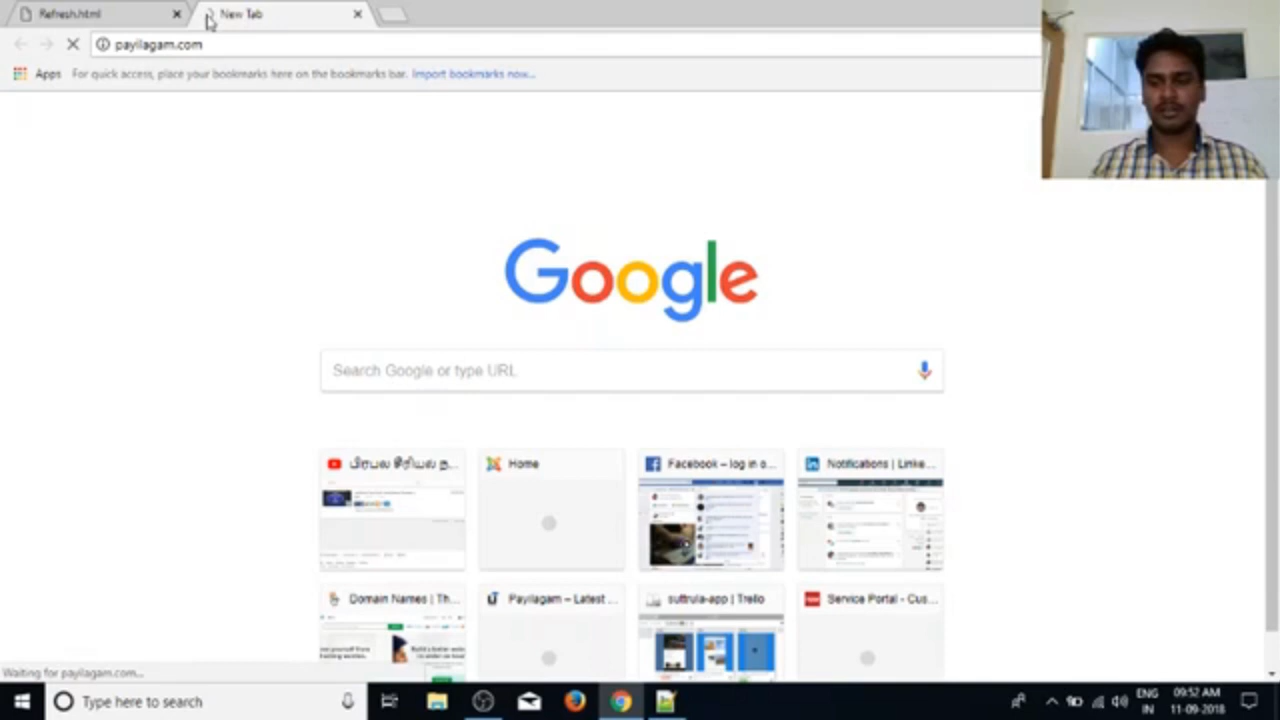 Refresh.html
New Tab
payilagam.com
Apps For quick access, place your bookmarks here on the bookmarks bar. Import bookmarks now...
Google
Search Google or type URL
பிரபல சீரியல் ந...
Home
Facebook – log in o...
Notifications | Linke...
Domain Names | Th...
Payilagam – Latest ...
suttrula-app | Trello
Service Portal - Cus...
Waiting for payilagam.com...
Type here to search
ENG
IN
09:52 AM
11-09-2018